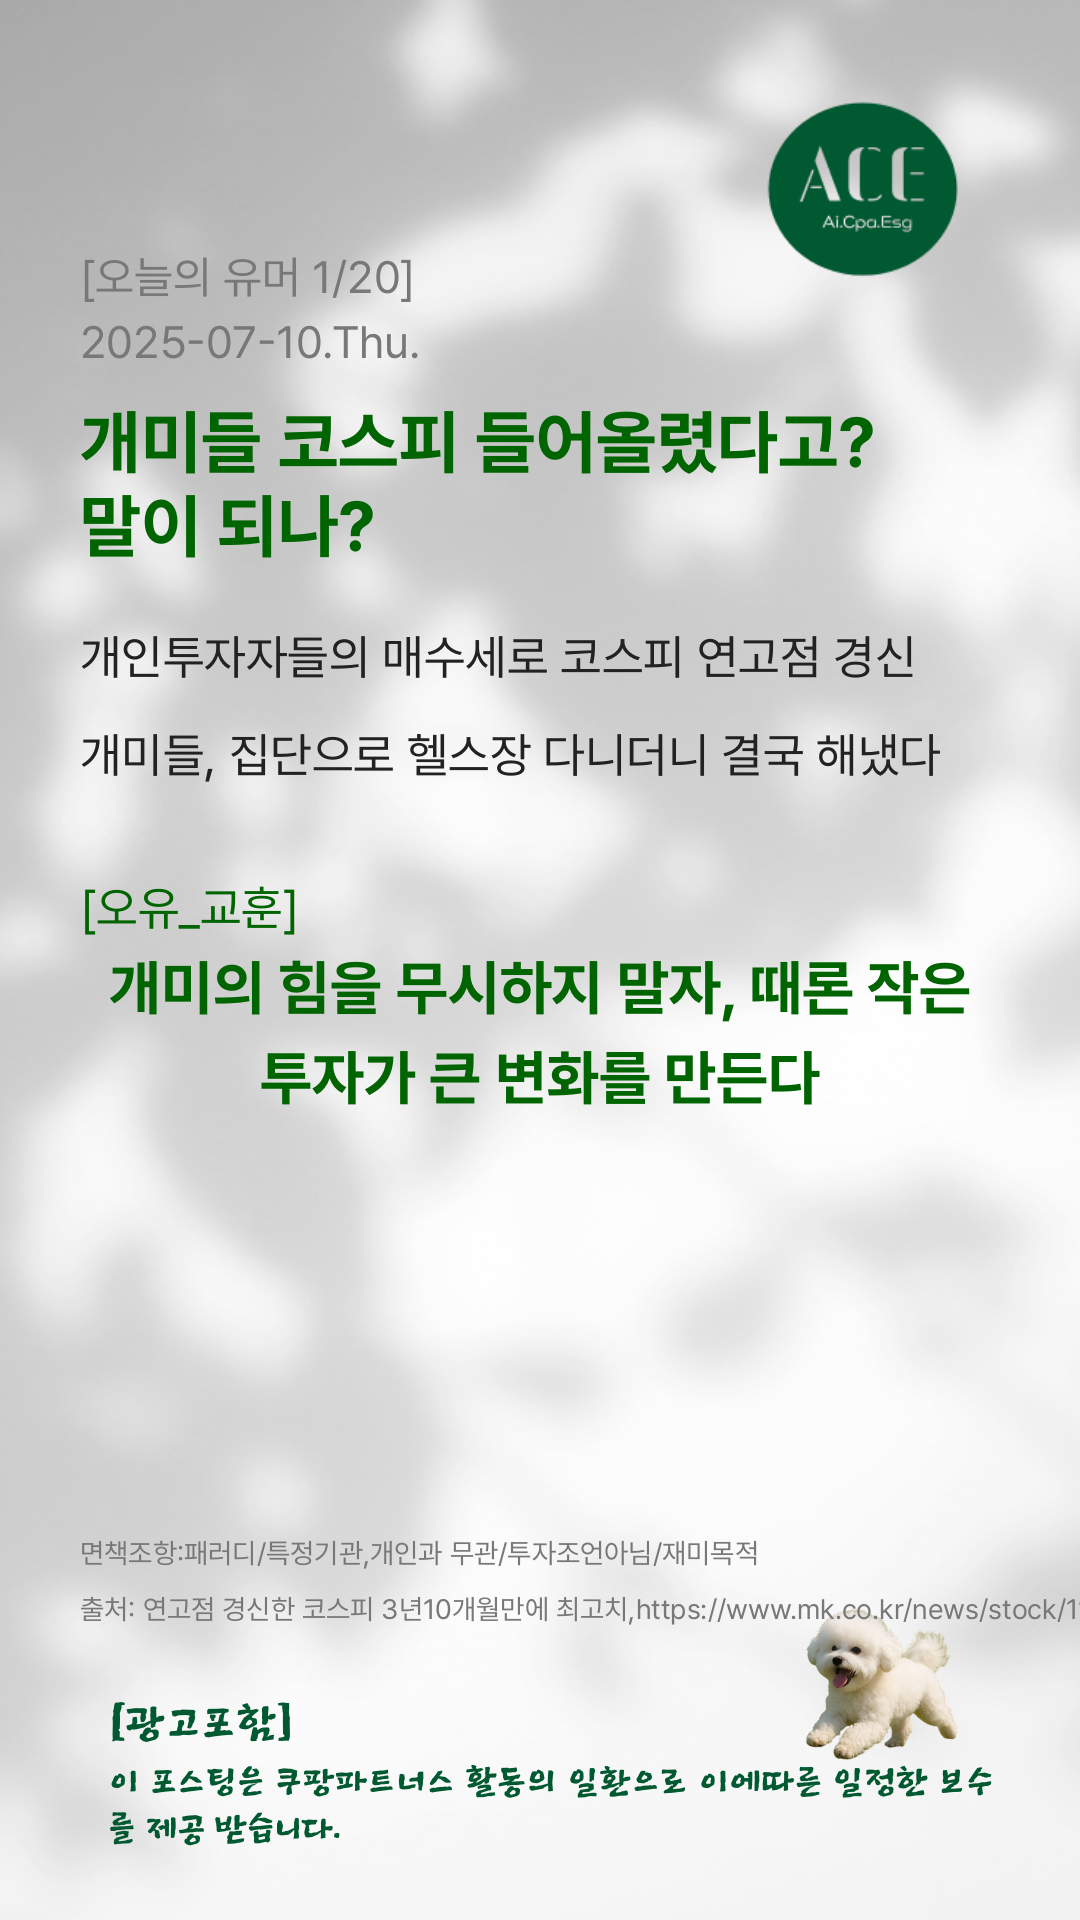 ACE
Ai.Cpa.Esg
[오늘의 유머 1/20]
2025-07-10.Thu.
개미들 코스피 들어올렸다고?
말이 되나?
개인투자자들의 매수세로 코스피 연고점 경신
개미들, 집단으로 헬스장 다니더니 결국 해냈다
[오유_교훈]
개미의 힘을 무시하지 말자, 때론 작은
투자가 큰 변화를 만든다
면책조항:패러디/특정기관,개인과 무관/투자조언아님/재미목적
출처: 연고점 경신한 코스피 3년10개월만에 최고치,https://www.mk.co.kr/news/stock/1
[광고포함]
이 포스팅은 쿠팡파트너스 활동의 일환으로 이에따른 일정한 보수
를 제공 받습니다.